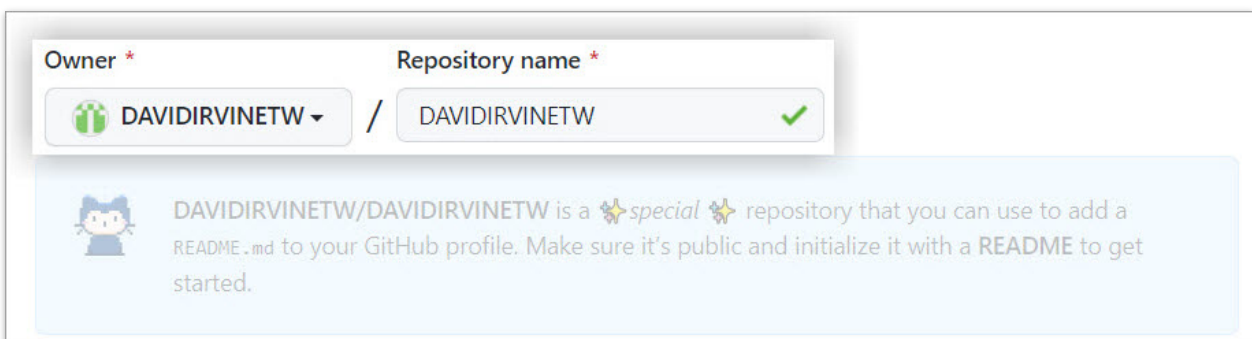 Owner *
Repository name *
DAVIDIRVINETW
/
DAVIDIRVINETW
DAVIDIRVINETW/DAVIDIRVINETW is a ✨special ✨ repository that you can use to add a
README.md to your GitHub profile. Make sure it's public and initialize it with a README to get
started.